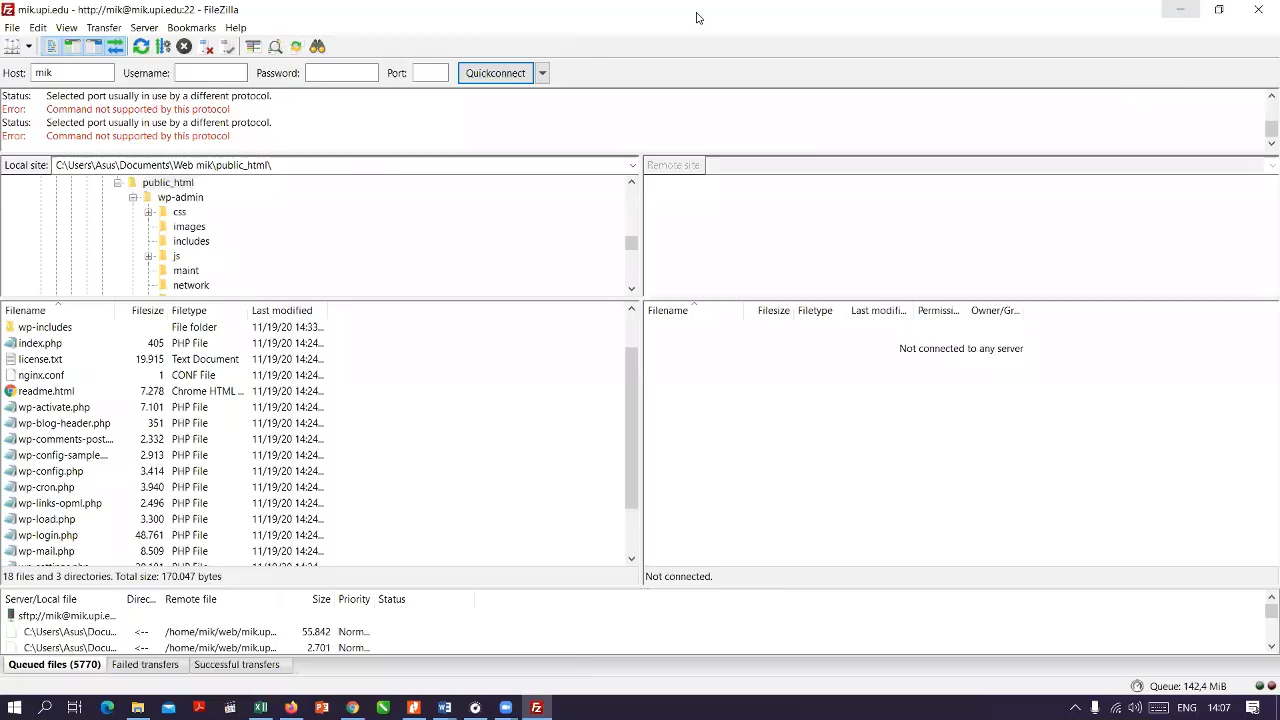 mik.upi.edu - http://mik@mik.upi.edu:22 - FileZilla
File Edit View Transfer Server Bookmarks Help
Host: mik Username: Password: Port: Quickconnect
Status: Selected port usually in use by a different protocol.
Error: Command not supported by this protocol
Status: Selected port usually in use by a different protocol.
Error: Command not supported by this protocol
Local site: C:\Users\Asus\Documents\Web mik\public_html\
Remote site:
public_html
wp-admin
css
images
includes
js
maint
network
Filename Filesize Filetype Last modified
wp-includes File folder 11/19/20 14:33...
index.php 405 PHP File 11/19/20 14:24...
license.txt 19.915 Text Document 11/19/20 14:24...
nginx.conf 1 CONF File 11/19/20 14:24...
readme.html 7.278 Chrome HTML ... 11/19/20 14:24...
wp-activate.php 7.101 PHP File 11/19/20 14:24...
wp-blog-header.php 351 PHP File 11/19/20 14:24...
wp-comments-post.... 2.332 PHP File 11/19/20 14:24...
wp-config-sample.... 2.913 PHP File 11/19/20 14:24...
wp-config.php 3.414 PHP File 11/19/20 14:24...
wp-cron.php 3.940 PHP File 11/19/20 14:24...
wp-links-opml.php 2.496 PHP File 11/19/20 14:24...
wp-load.php 3.300 PHP File 11/19/20 14:24...
wp-login.php 48.761 PHP File 11/19/20 14:24...
wp-mail.php 8.509 PHP File 11/19/20 14:24...
18 files and 3 directories. Total size: 170.047 bytes
Filename Filesize Filetype Last modifi... Permissi... Owner/Gr...
Not connected to any server
Not connected.
Server/Local file Direc... Remote file Size Priority Status
sftp://mik@mik.upi.e...
C:\Users\Asus\Docu... <-- /home/mik/web/mik.up... 55.842 Norm...
C:\Users\Asus\Docu... <-- /home/mik/web/mik.up... 2.701 Norm...
Queued files (5770) Failed transfers Successful transfers
Queue: 142,4 MiB
ENG 14:07